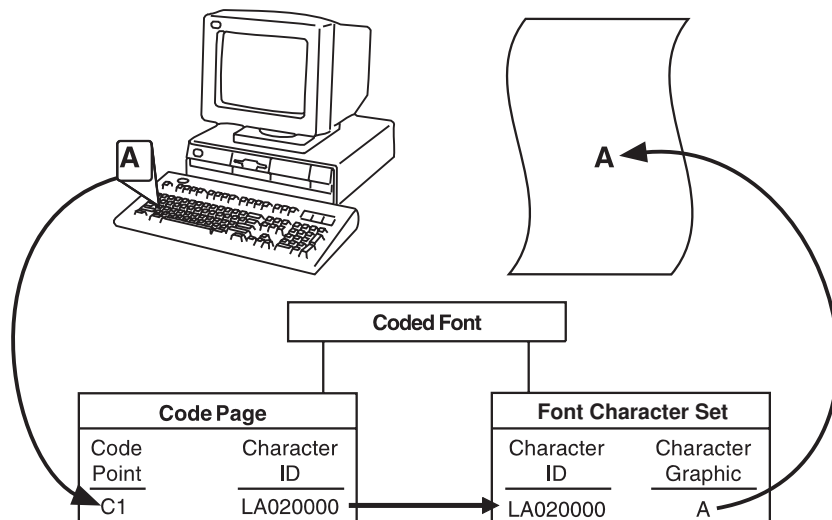 A
A
Coded Font
Code Page
Code Point
Character ID
C1
LA020000
Font Character Set
Character ID
Character Graphic
LA020000
A